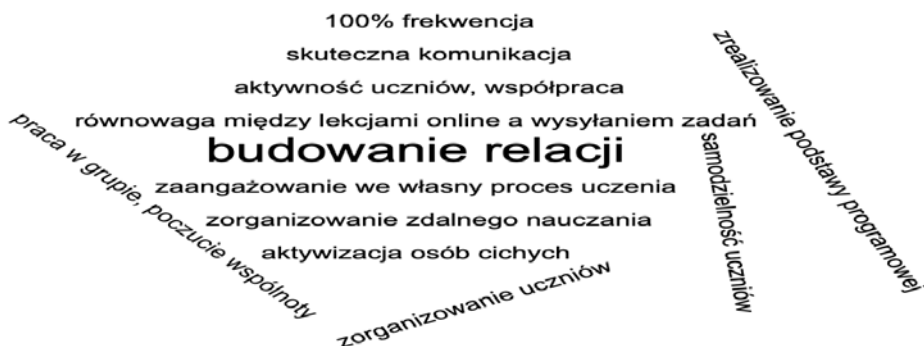 100% frekwencja
skuteczna komunikacja
aktywność uczniów, współpraca
równowaga między lekcjami online a wysyłaniem zadań
budowanie relacji
zaangażowanie we własny proces uczenia
zorganizowanie zdalnego nauczania
aktywizacja osób cichych
praca w grupie, poczucie wspólnoty
zorganizowanie uczniów
samodzielność uczniów
zrealizowanie podstawy programowej